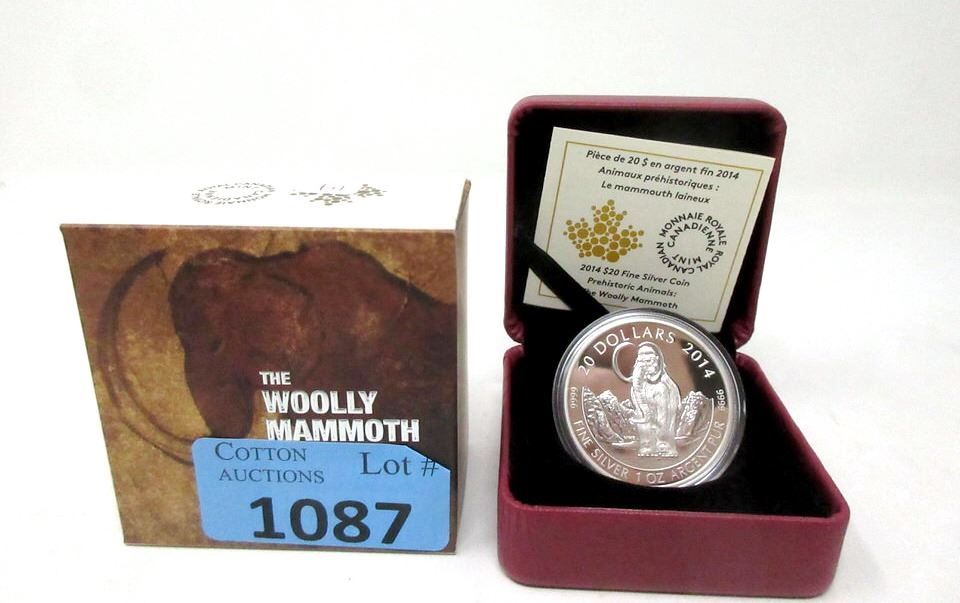 THE
WOOLLY
MAMMOTH
COTTON
AUCTIONS
Lot #
1087
Pièce de 20 $ en argent fin 2014
Animaux préhistoriques :
Le mammouth laineux
MONNAIE ROYALE CANADIENNE
ROYAL CANADIAN MINT
2014 $20 Fine Silver Coin
Prehistoric Animals:
The Woolly Mammoth
20 DOLLARS 2014
9999
9999
FINE SILVER 1 OZ ARGENT PUR